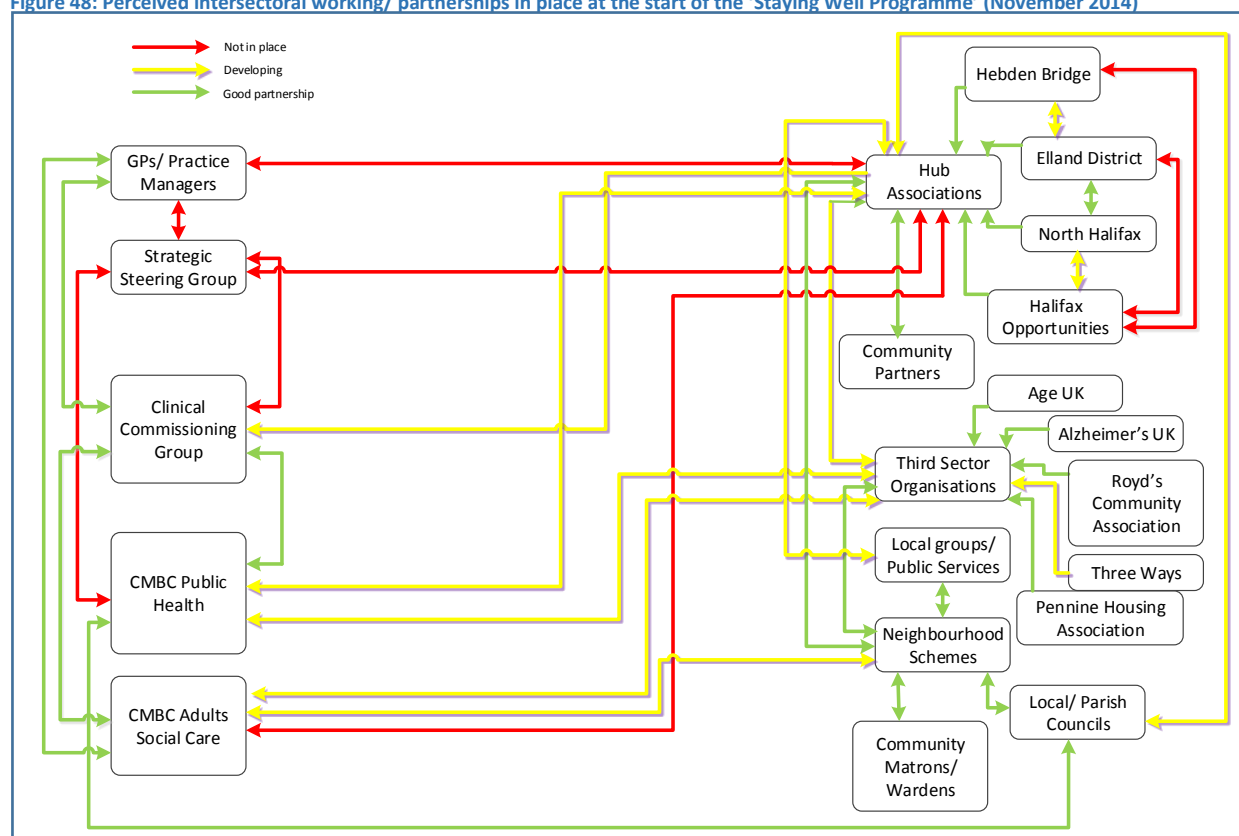 Figure 48: Perceived intersectoral working/ partnerships in place at the start of the 'Staying Well Programme' (November 2014)
Not in place
Developing
Good partnership
Hebden Bridge
GPs/ Practice
Managers
Elland District
Hub
Associations
North Halifax
Strategic
Steering Group
Halifax
Opportunities
Community
Partners
Clinical
Commissioning
Group
Age UK
Alzheimer's UK
Third Sector
Organisations
Royd's
Community
Association
Local groups/
Public Services
CMBC Public
Health
Three Ways
Pennine Housing
Association
Neighbourhood
Schemes
CMBC Adults
Social Care
Local/ Parish
Councils
Community
Matrons/
Wardens